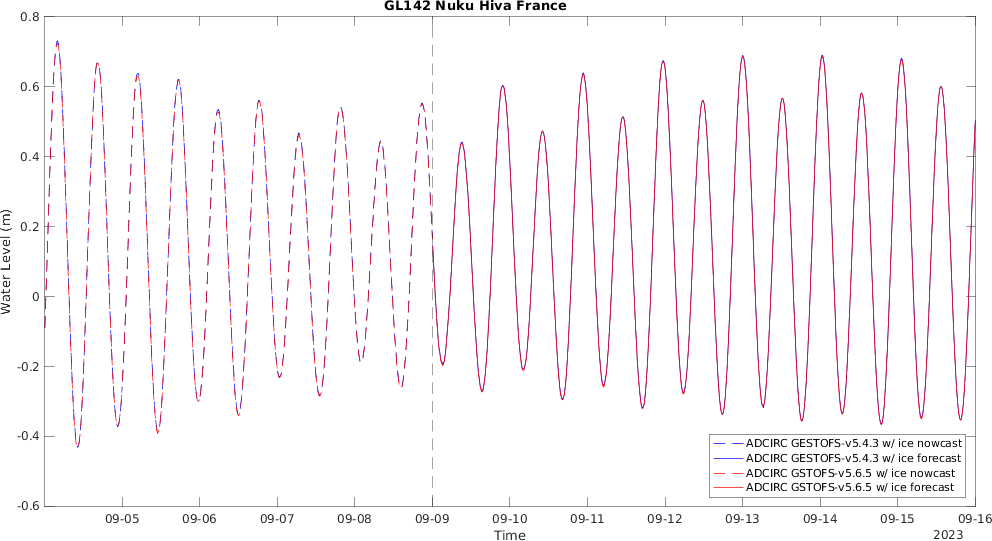 GL142 Nuku Hiva France
0.8
0.6
0.4
0.2
0
-0.2
-0.4
-0.6
Water Level (m)
ADCIRC GESTOFS-v5.4.3 w/ ice nowcast
ADCIRC GESTOFS-v5.4.3 w/ ice forecast
ADCIRC GSTOFS-v5.6.5 w/ ice nowcast
ADCIRC GSTOFS-v5.6.5 w/ ice forecast
09-05 09-06 09-07 09-08 09-09 09-10 09-11 09-12 09-13 09-14 09-15 09-16
Time
2023